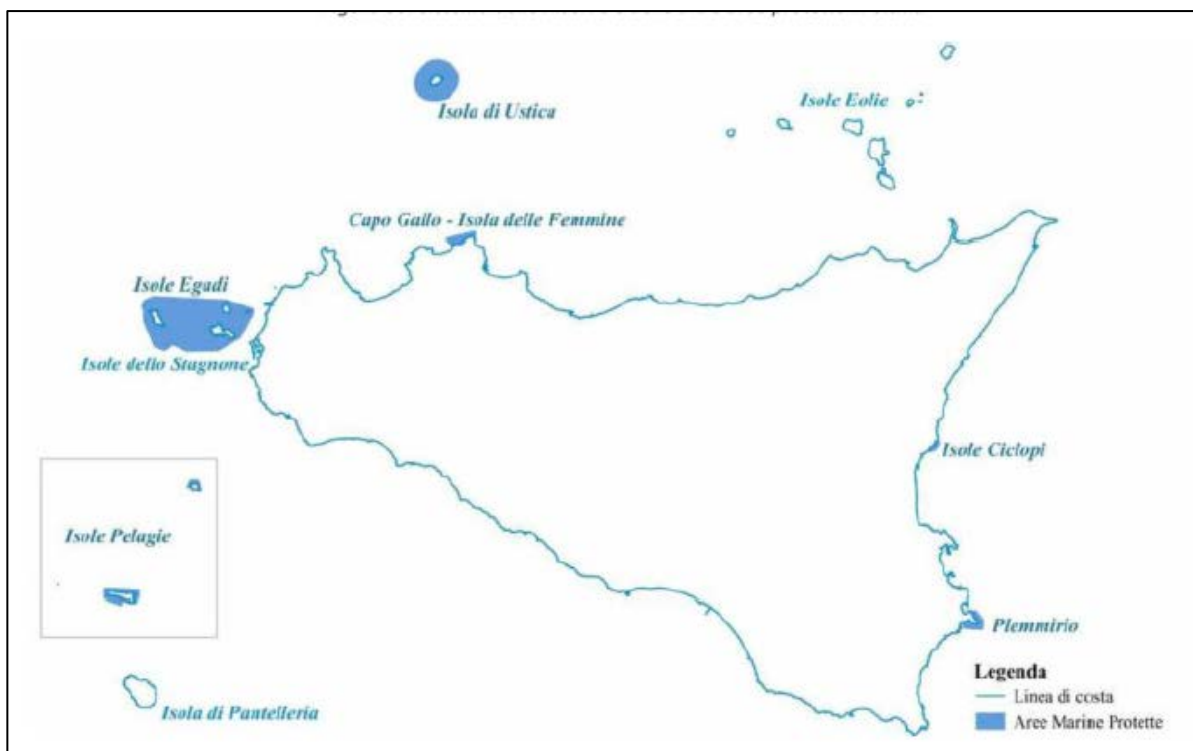 Isola di Ustica
Isole Eolie
Capo Gallo - Isola delle Femmine
Isole Egadi
Isole dello Stagnone
Isole Ciclopi
Isole Pelagie
Plemmirio
Isola di Pantelleria
Legenda
Linea di costa
Aree Marine Protette